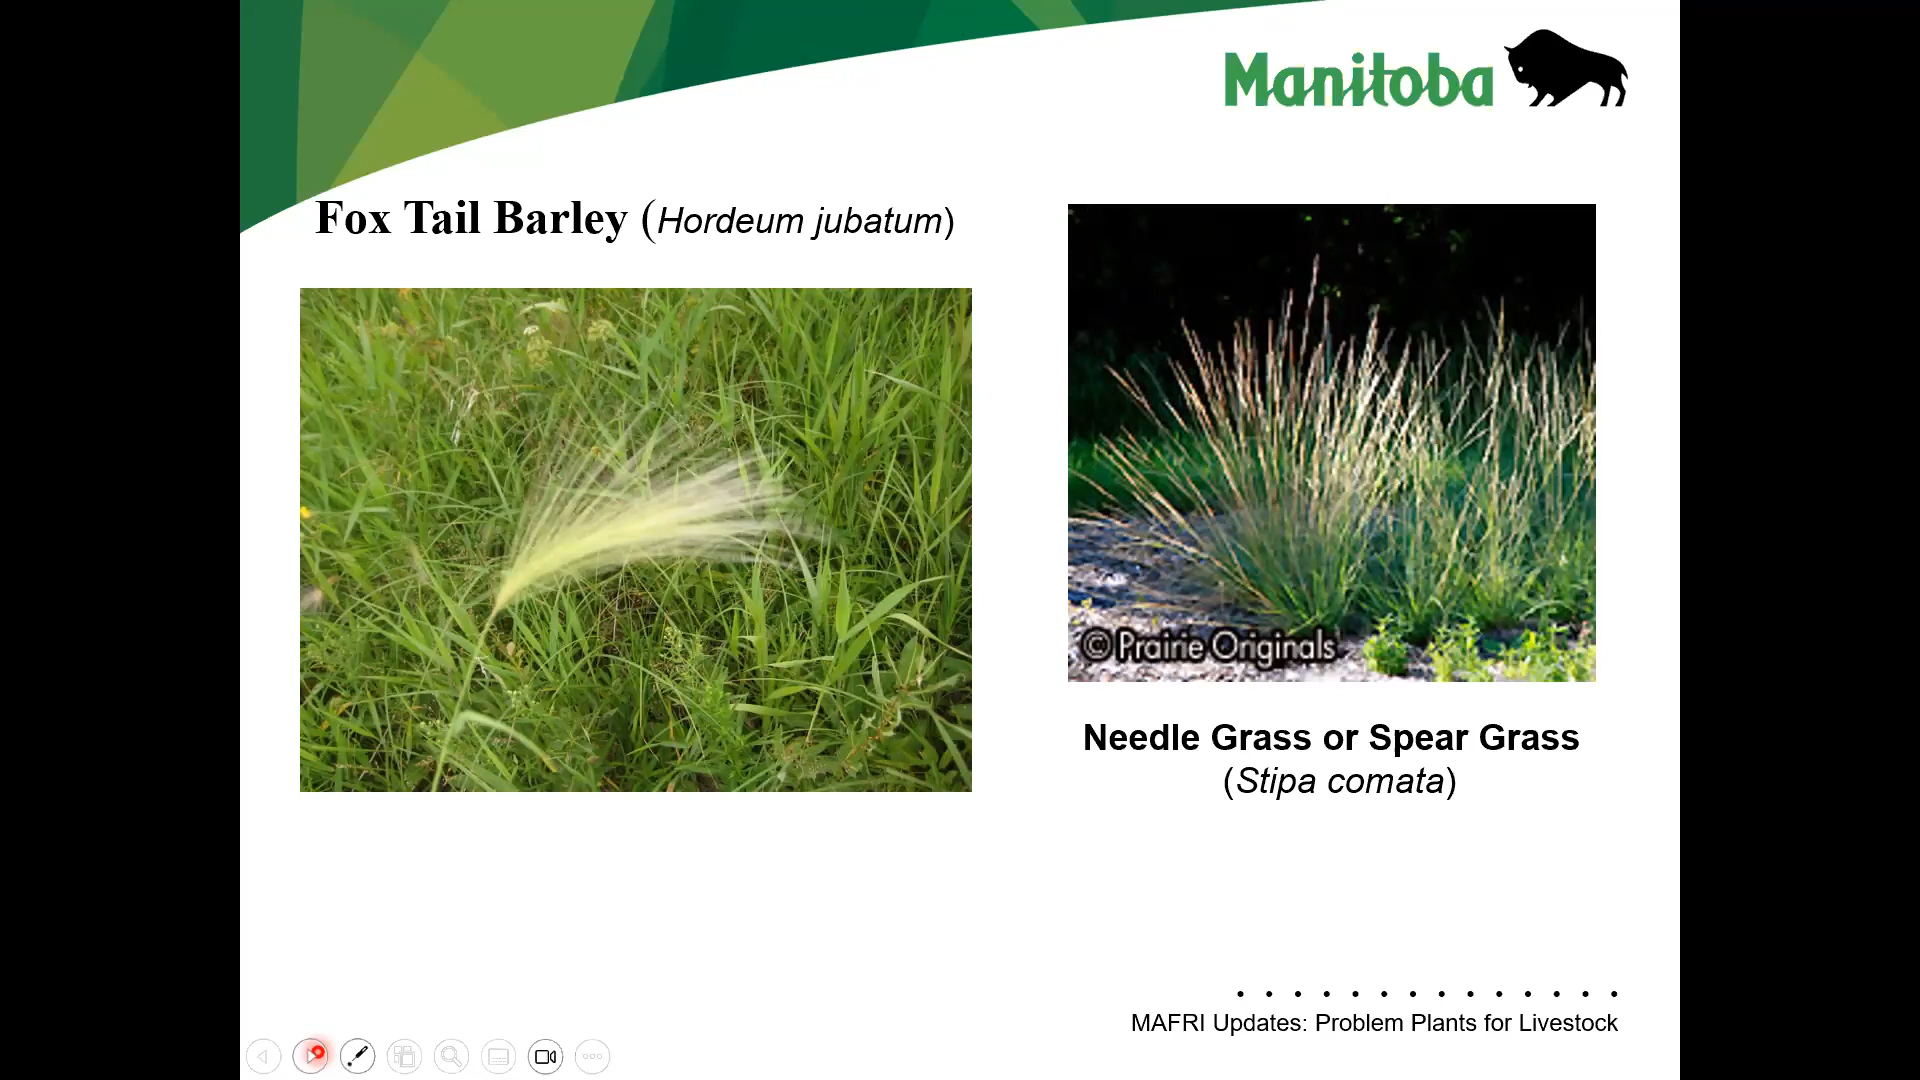 Manitoba
Fox Tail Barley (Hordeum jubatum)
© Prairie Originals
Needle Grass or Spear Grass
(Stipa comata)
MAFRI Updates: Problem Plants for Livestock